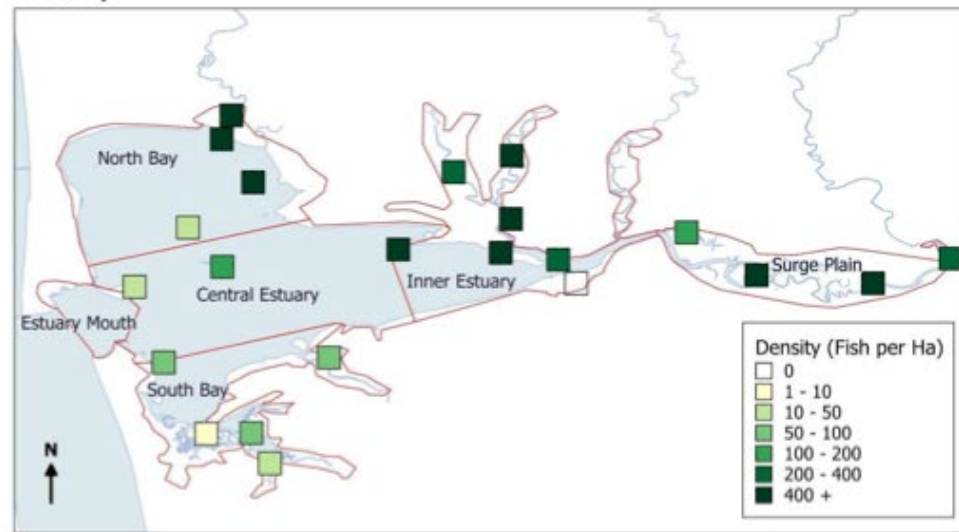 North Bay
Central Estuary
Inner Estuary
Surge Plain
Estuary Mouth
South Bay
N
Density (Fish per Ha)
0
1 - 10
10 - 50
50 - 100
100 - 200
200 - 400
400 +